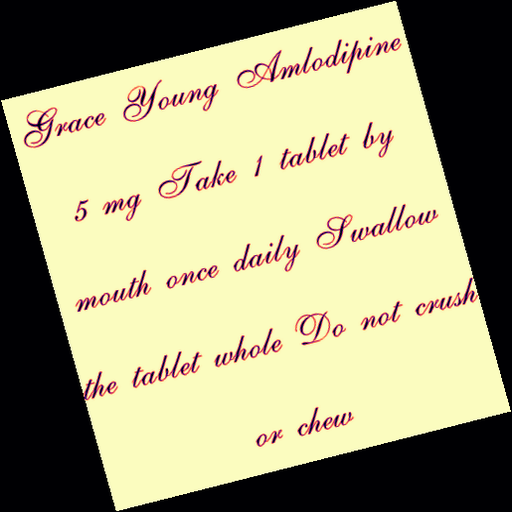 Grace Young Amlodipine
5 mg Take 1 tablet by
mouth once daily Swallow
the tablet whole Do not crush
or chew